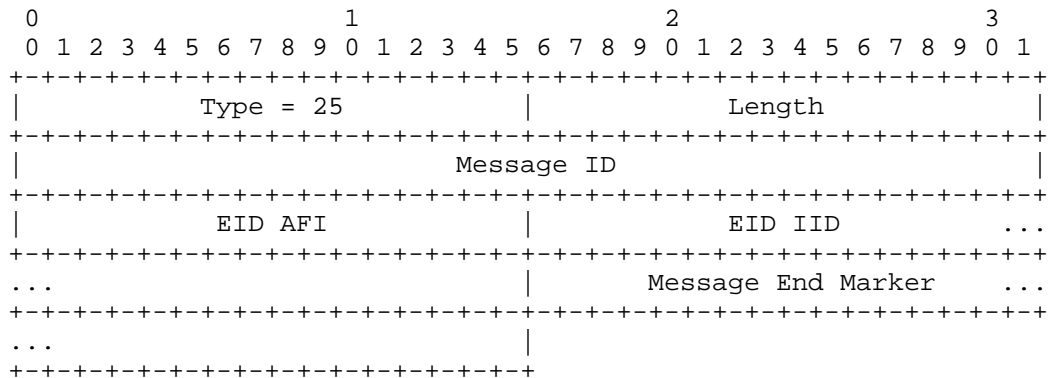 0                   1                   2                   3
 0 1 2 3 4 5 6 7 8 9 0 1 2 3 4 5 6 7 8 9 0 1 2 3 4 5 6 7 8 9 0 1
+-+-+-+-+-+-+-+-+-+-+-+-+-+-+-+-+-+-+-+-+-+-+-+-+-+-+-+-+-+-+-+-+
|           Type = 25           |            Length             |
+-+-+-+-+-+-+-+-+-+-+-+-+-+-+-+-+-+-+-+-+-+-+-+-+-+-+-+-+-+-+-+-+
|                           Message ID                          |
+-+-+-+-+-+-+-+-+-+-+-+-+-+-+-+-+-+-+-+-+-+-+-+-+-+-+-+-+-+-+-+-+
|            EID AFI            |            EID IID          ...
+-+-+-+-+-+-+-+-+-+-+-+-+-+-+-+-+-+-+-+-+-+-+-+-+-+-+-+-+-+-+-+-+
...                             |       Message End Marker    ...
+-+-+-+-+-+-+-+-+-+-+-+-+-+-+-+-+-+-+-+-+-+-+-+-+-+-+-+-+-+-+-+-+
...                             |
+-+-+-+-+-+-+-+-+-+-+-+-+-+-+-+-+